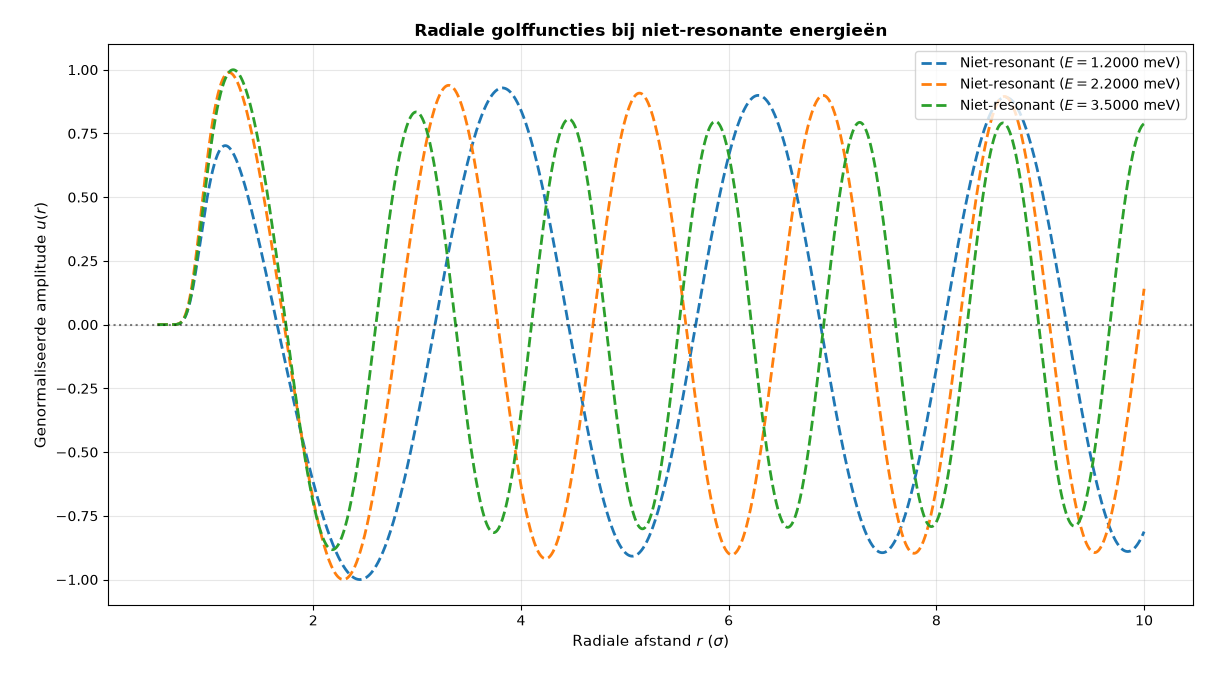 Radiale golffuncties bij niet-resonante energieën
Niet-resonant (E = 1.2000 meV)
Niet-resonant (E = 2.2000 meV)
Niet-resonant (E = 3.5000 meV)
Genormaliseerde amplitude u(r)
1.00
0.75
0.50
0.25
0.00
−0.25
−0.50
−0.75
−1.00
2 4 6 8 10
Radiale afstand r (σ)